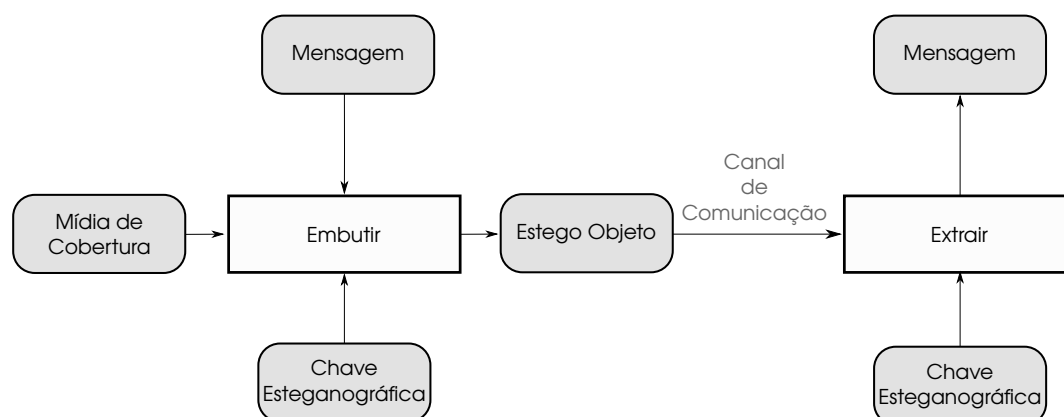 Mensagem
Mensagem
Canal
de
Comunicação
Mídia de
Cobertura
Embutir
Estego Objeto
Extrair
Chave
Esteganográfica
Chave
Esteganográfica